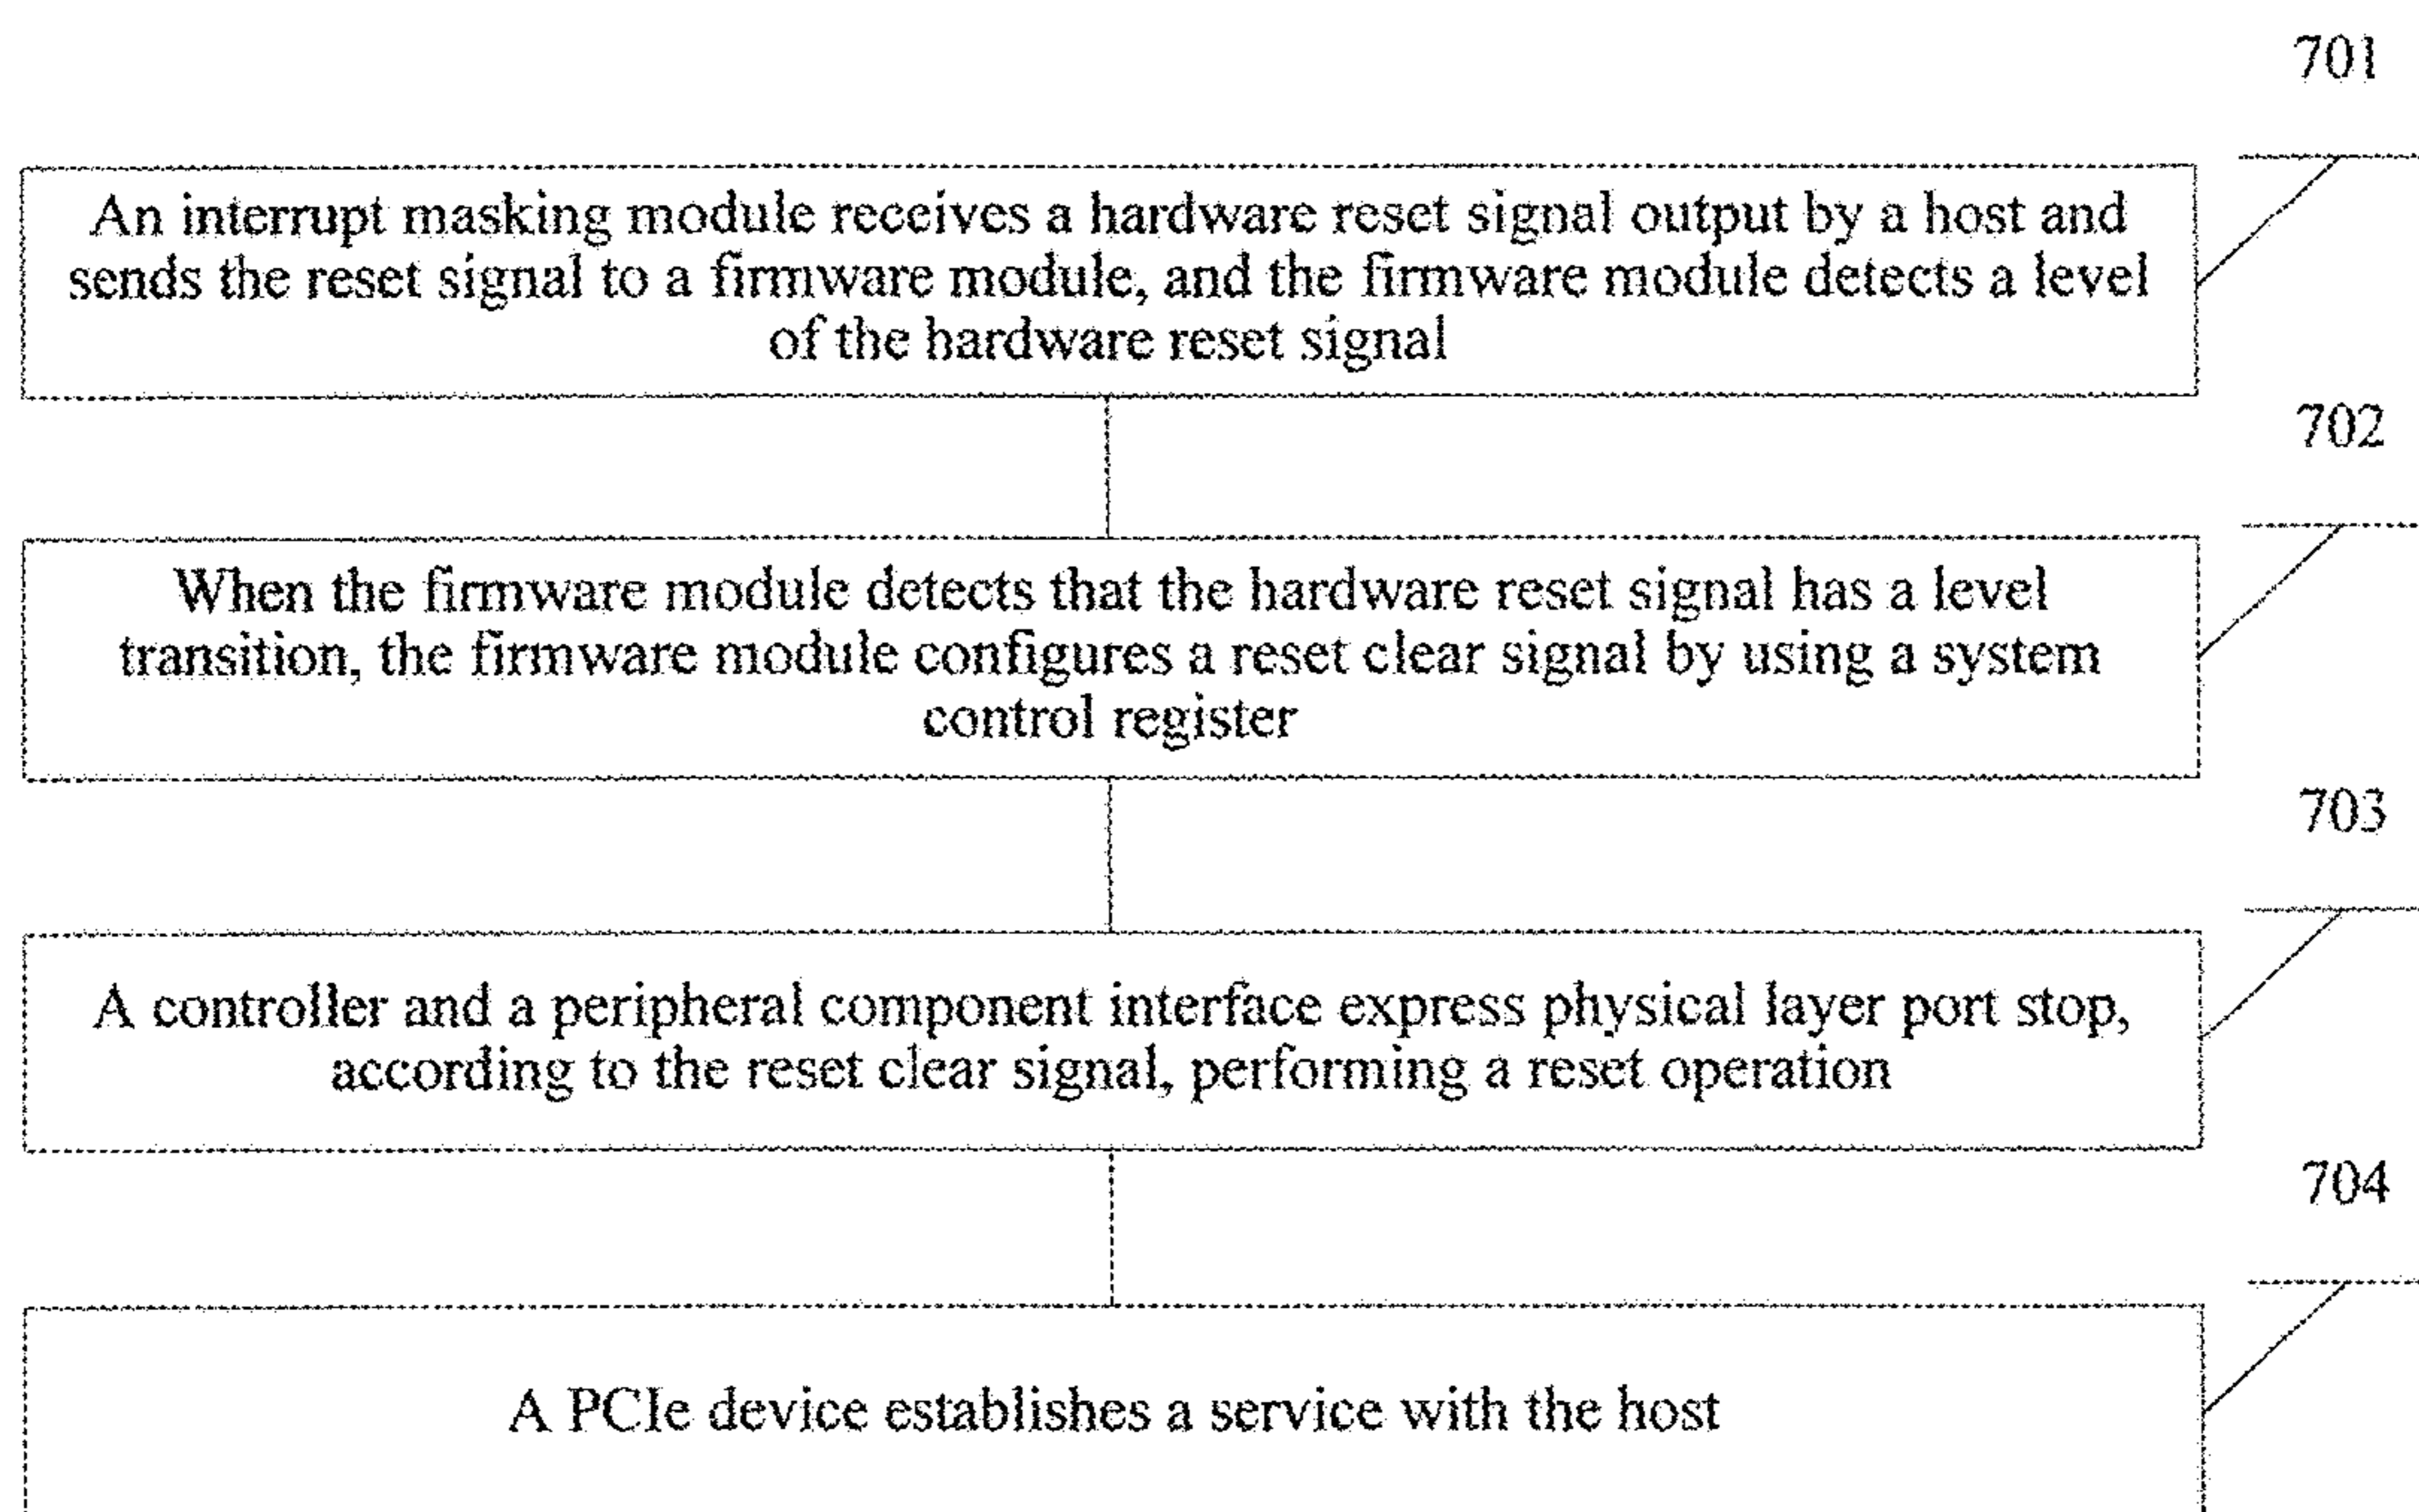 701
An interrupt masking module receives a hardware reset signal output by a host and
sends the reset signal to a firmware module, and the firmware module detects a level
of the hardware reset signal
702
When the firmware module detects that the hardware reset signal has a level
transition, the firmware module configures a reset clear signal by using a system
control register
703
A controller and a peripheral component interface express physical layer port stop,
according to the reset clear signal, performing a reset operation
704
A PCIe device establishes a service with the host